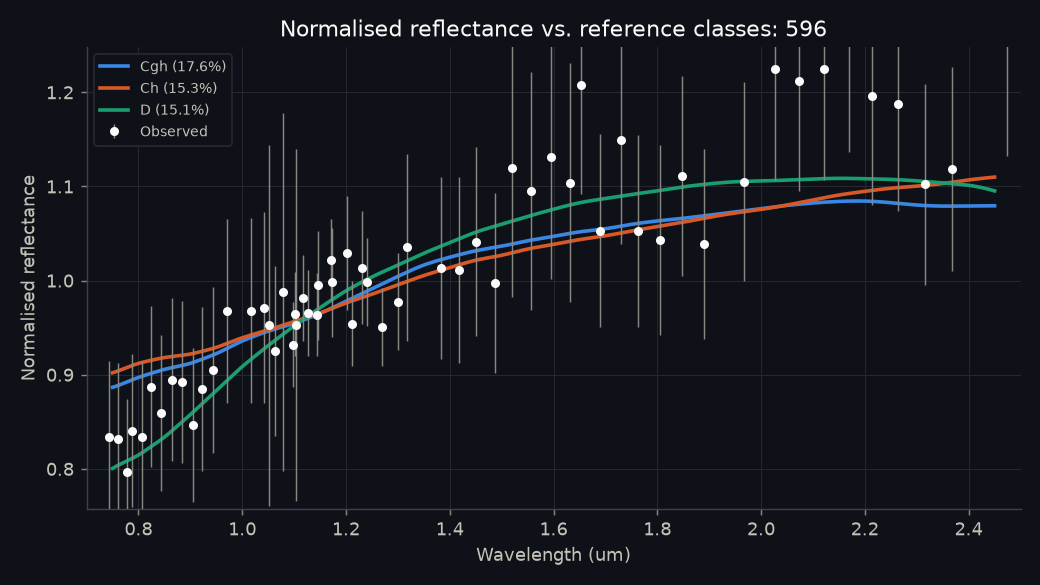 Normalised reflectance vs. reference classes: 596
Cgh (17.6%)
Ch (15.3%)
D (15.1%)
Observed
Normalised reflectance
1.2
1.1
1.0
0.9
0.8
0.8 1.0 1.2 1.4 1.6 1.8 2.0 2.2 2.4
Wavelength (um)